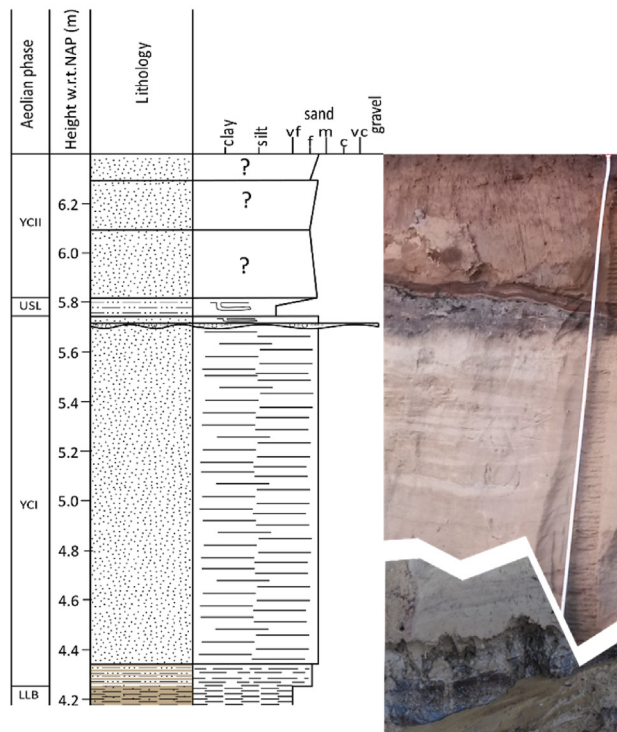 Aeolian phase
Height w.r.t.NAP (m)
Lithology
clay
silt
vf
f
sand
m
c
vc
gravel
YCII
USL
YCI
LLB
6.2
6.0
5.8
5.6
5.4
5.2
5.0
4.8
4.6
4.4
4.2
?
?
?